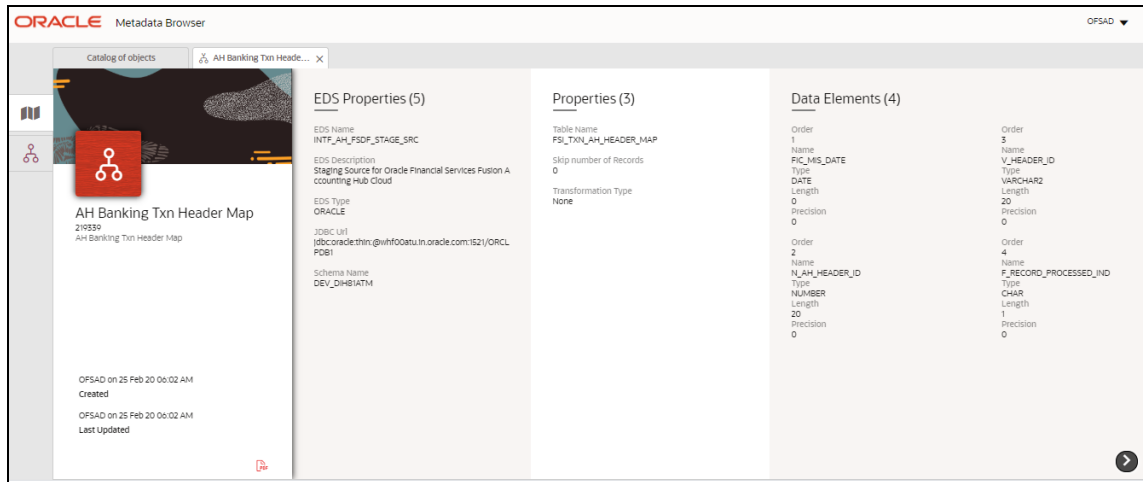 ORACLE Metadata Browser
OFSAD
Catalog of objects
AH Banking Txn Heade...
AH Banking Txn Header Map
219339
AH Banking Txn Header Map
OFSAD on 25 Feb 20 06:02 AM
Created
OFSAD on 25 Feb 20 06:02 AM
Last Updated
PDF
EDS Properties (5)
EDS Name
INTF_AH_FSDF_STAGE_SRC
EDS Description
Staging Source for Oracle Financial Services Fusion A
ccounting Hub Cloud
EDS Type
ORACLE
JDBC Url
jdbc:oracle:thin:@whf00atu.in.oracle.com:1521/ORCL
PDB1
Schema Name
DEV_DIH81ATM
Properties (3)
Table Name
FSI_TXN_AH_HEADER_MAP
Skip number of Records
0
Transformation Type
None
Data Elements (4)
Order
1
Name
FIC_MIS_DATE
Type
DATE
Length
0
Precision
0
Order
2
Name
N_AH_HEADER_ID
Type
NUMBER
Length
20
Precision
0
Order
3
Name
V_HEADER_ID
Type
VARCHAR2
Length
20
Precision
0
Order
4
Name
F_RECORD_PROCESSED_IND
Type
CHAR
Length
1
Precision
0